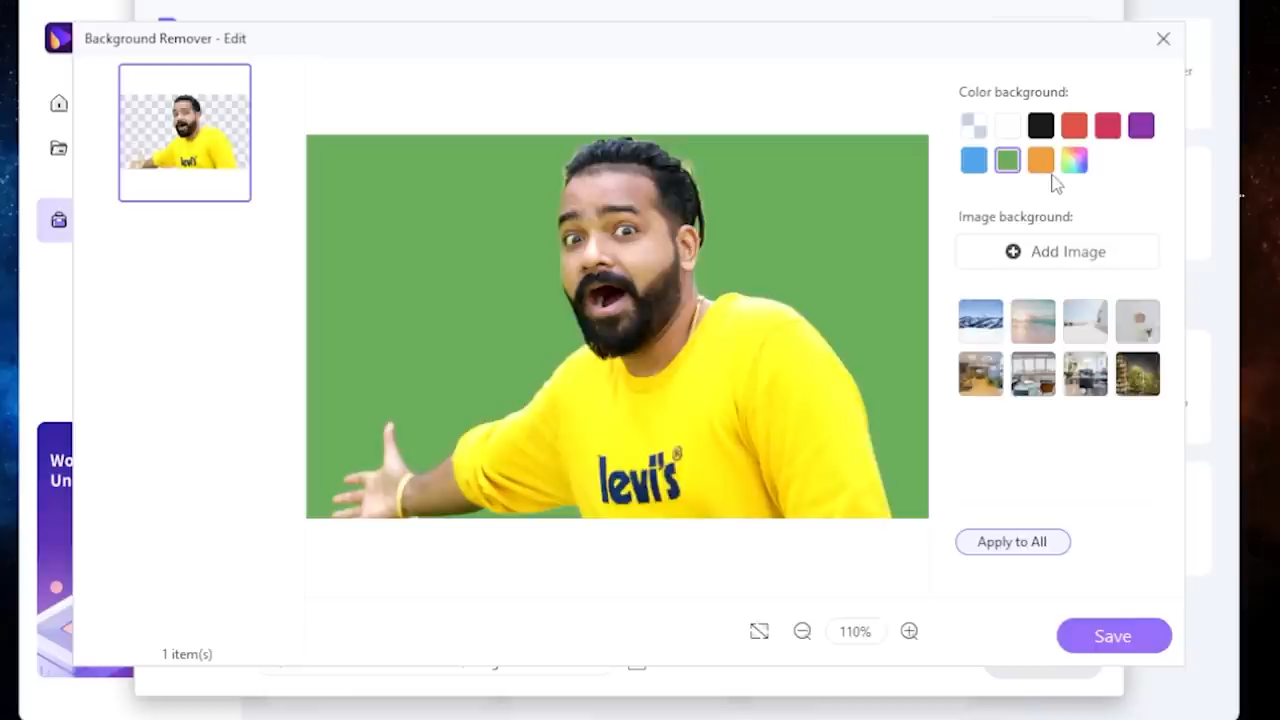 Background Remover - Edit
Color background:
Image background:
Add Image
levi's®
Wo
Un
Apply to All
110%
Save
1 item(s)